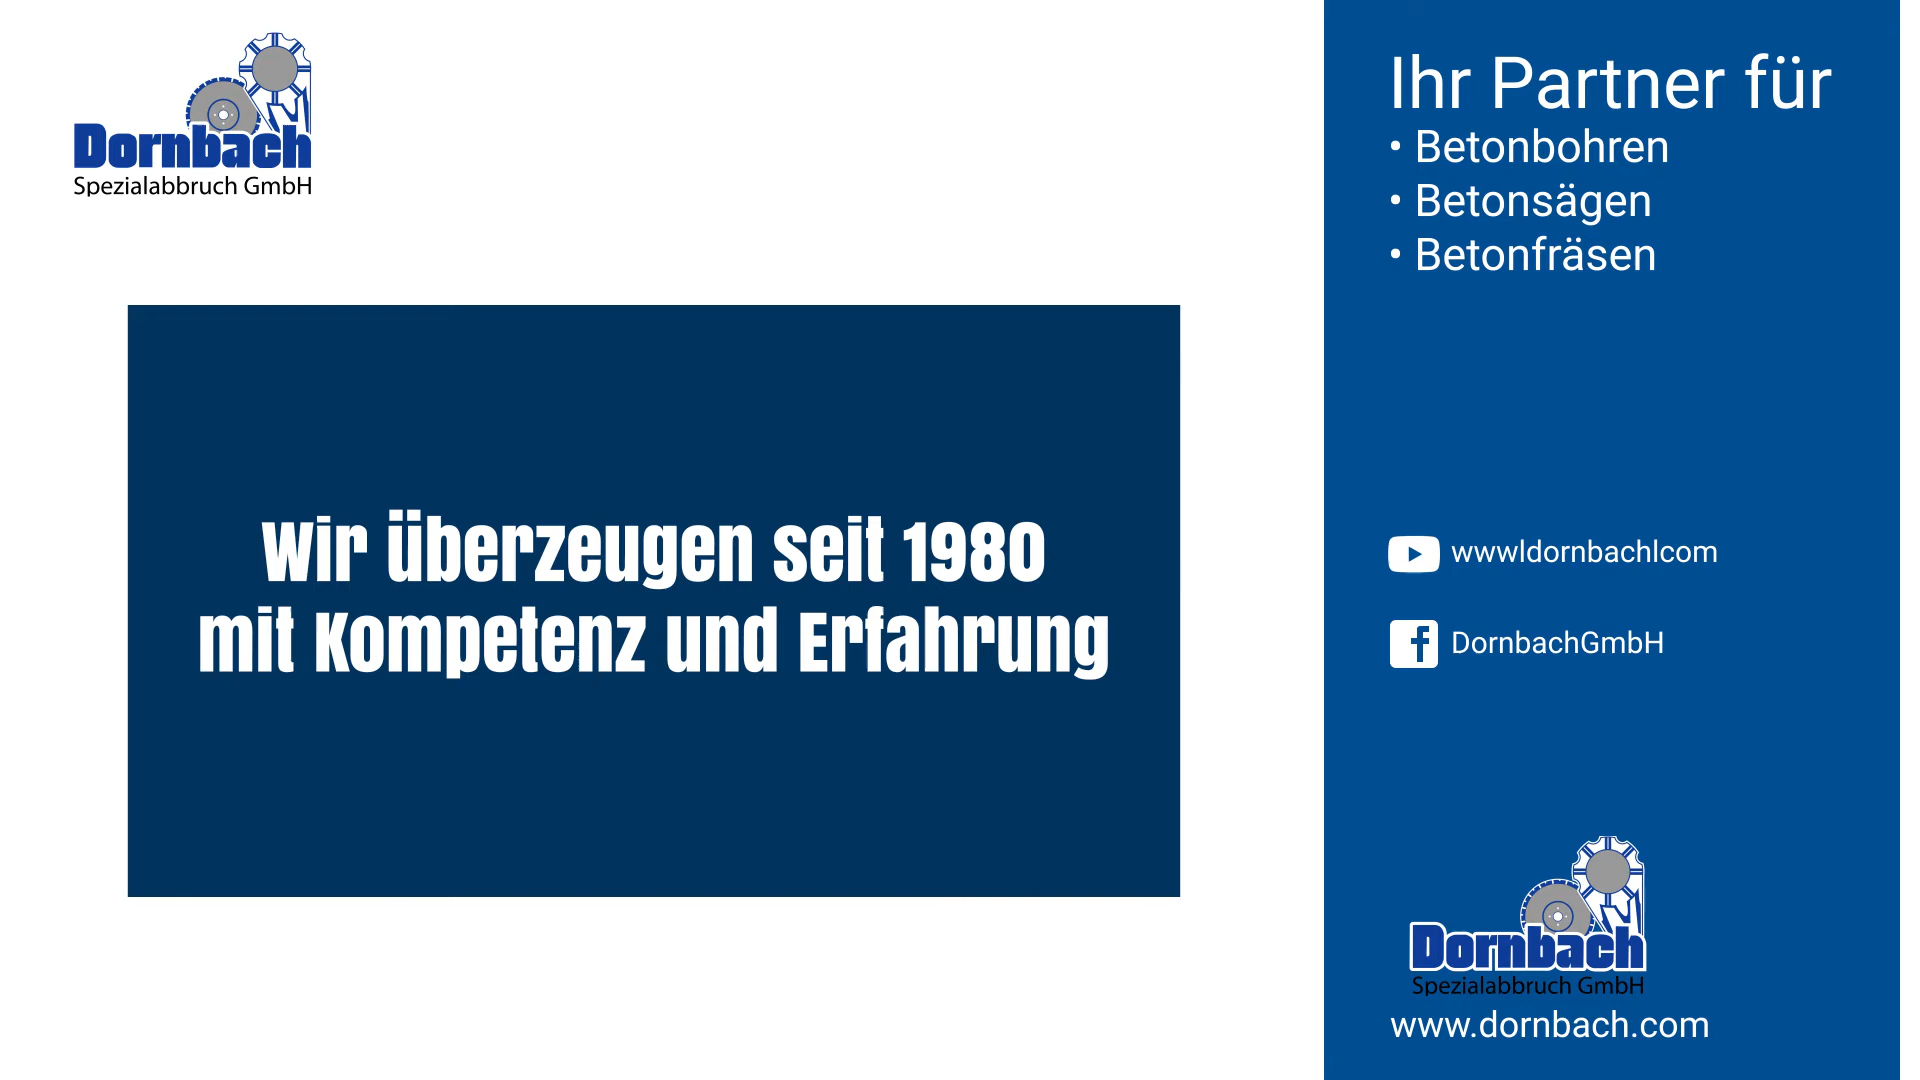 Dornbach
Spezialabbruch GmbH
Wir überzeugen seit 1980
mit Kompetenz und Erfahrung
Ihr Partner für
• Betonbohren
• Betonsägen
• Betonfräsen
wwwldornbachlcom
DornbachGmbH
Dornbach
Spezialabbruch GmbH
www.dornbach.com